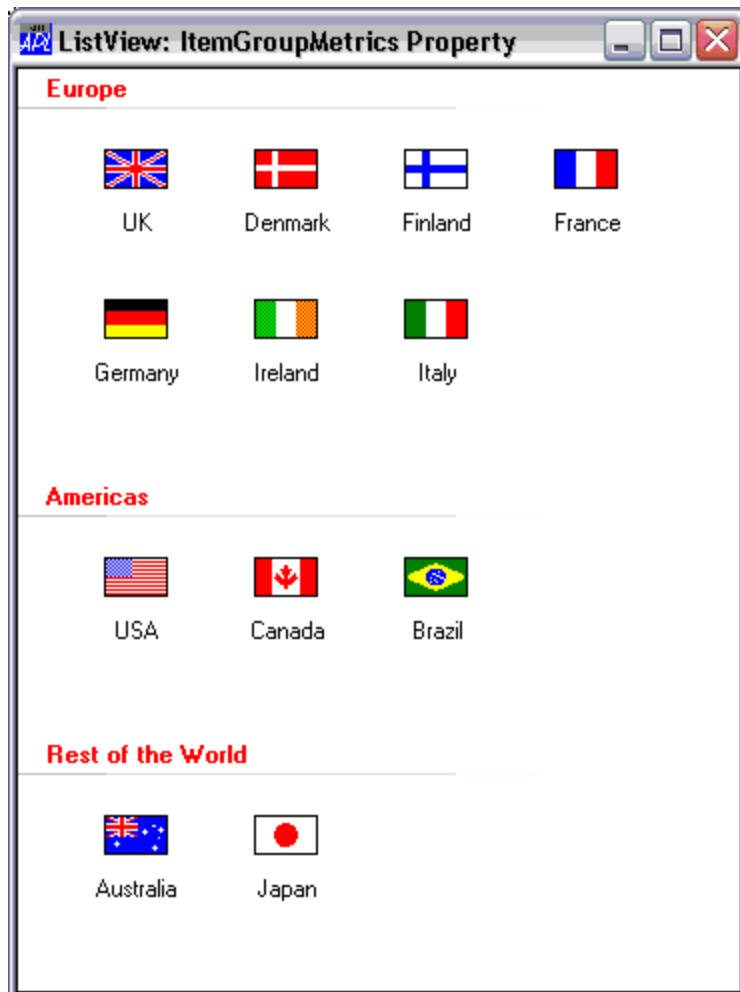 ListView: ItemGroupMetrics Property
Europe
UK Denmark Finland France
Germany Ireland Italy
Americas
USA Canada Brazil
Rest of the World
Australia Japan